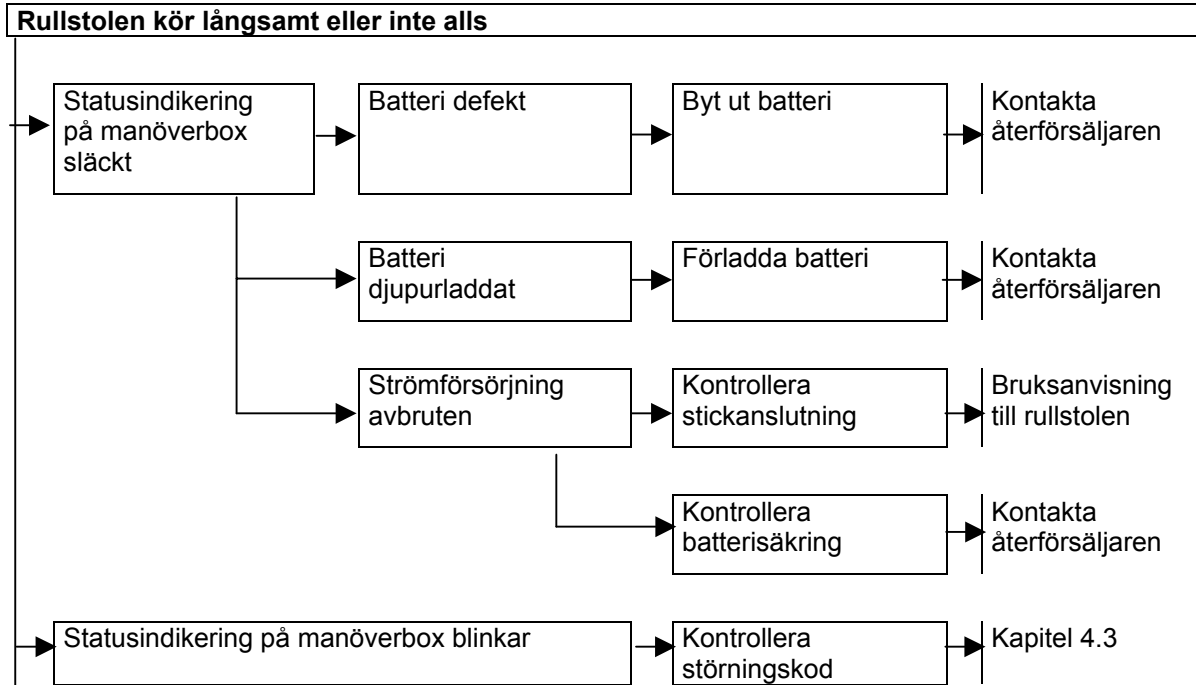 Rullstolen kör långsamt eller inte alls
Statusindikering
på manöverbox
släckt
Batteri defekt
Byt ut batteri
Kontakta
återförsäljaren
Batteri
djupurladdat
Förladda batteri
Kontakta
återförsäljaren
Strömförsörjning
avbruten
Kontrollera
stickanslutning
Bruksanvisning
till rullstolen
Kontrollera
batterisäkring
Kontakta
återförsäljaren
Statusindikering på manöverbox blinkar
Kontrollera
störningskod
Kapitel 4.3